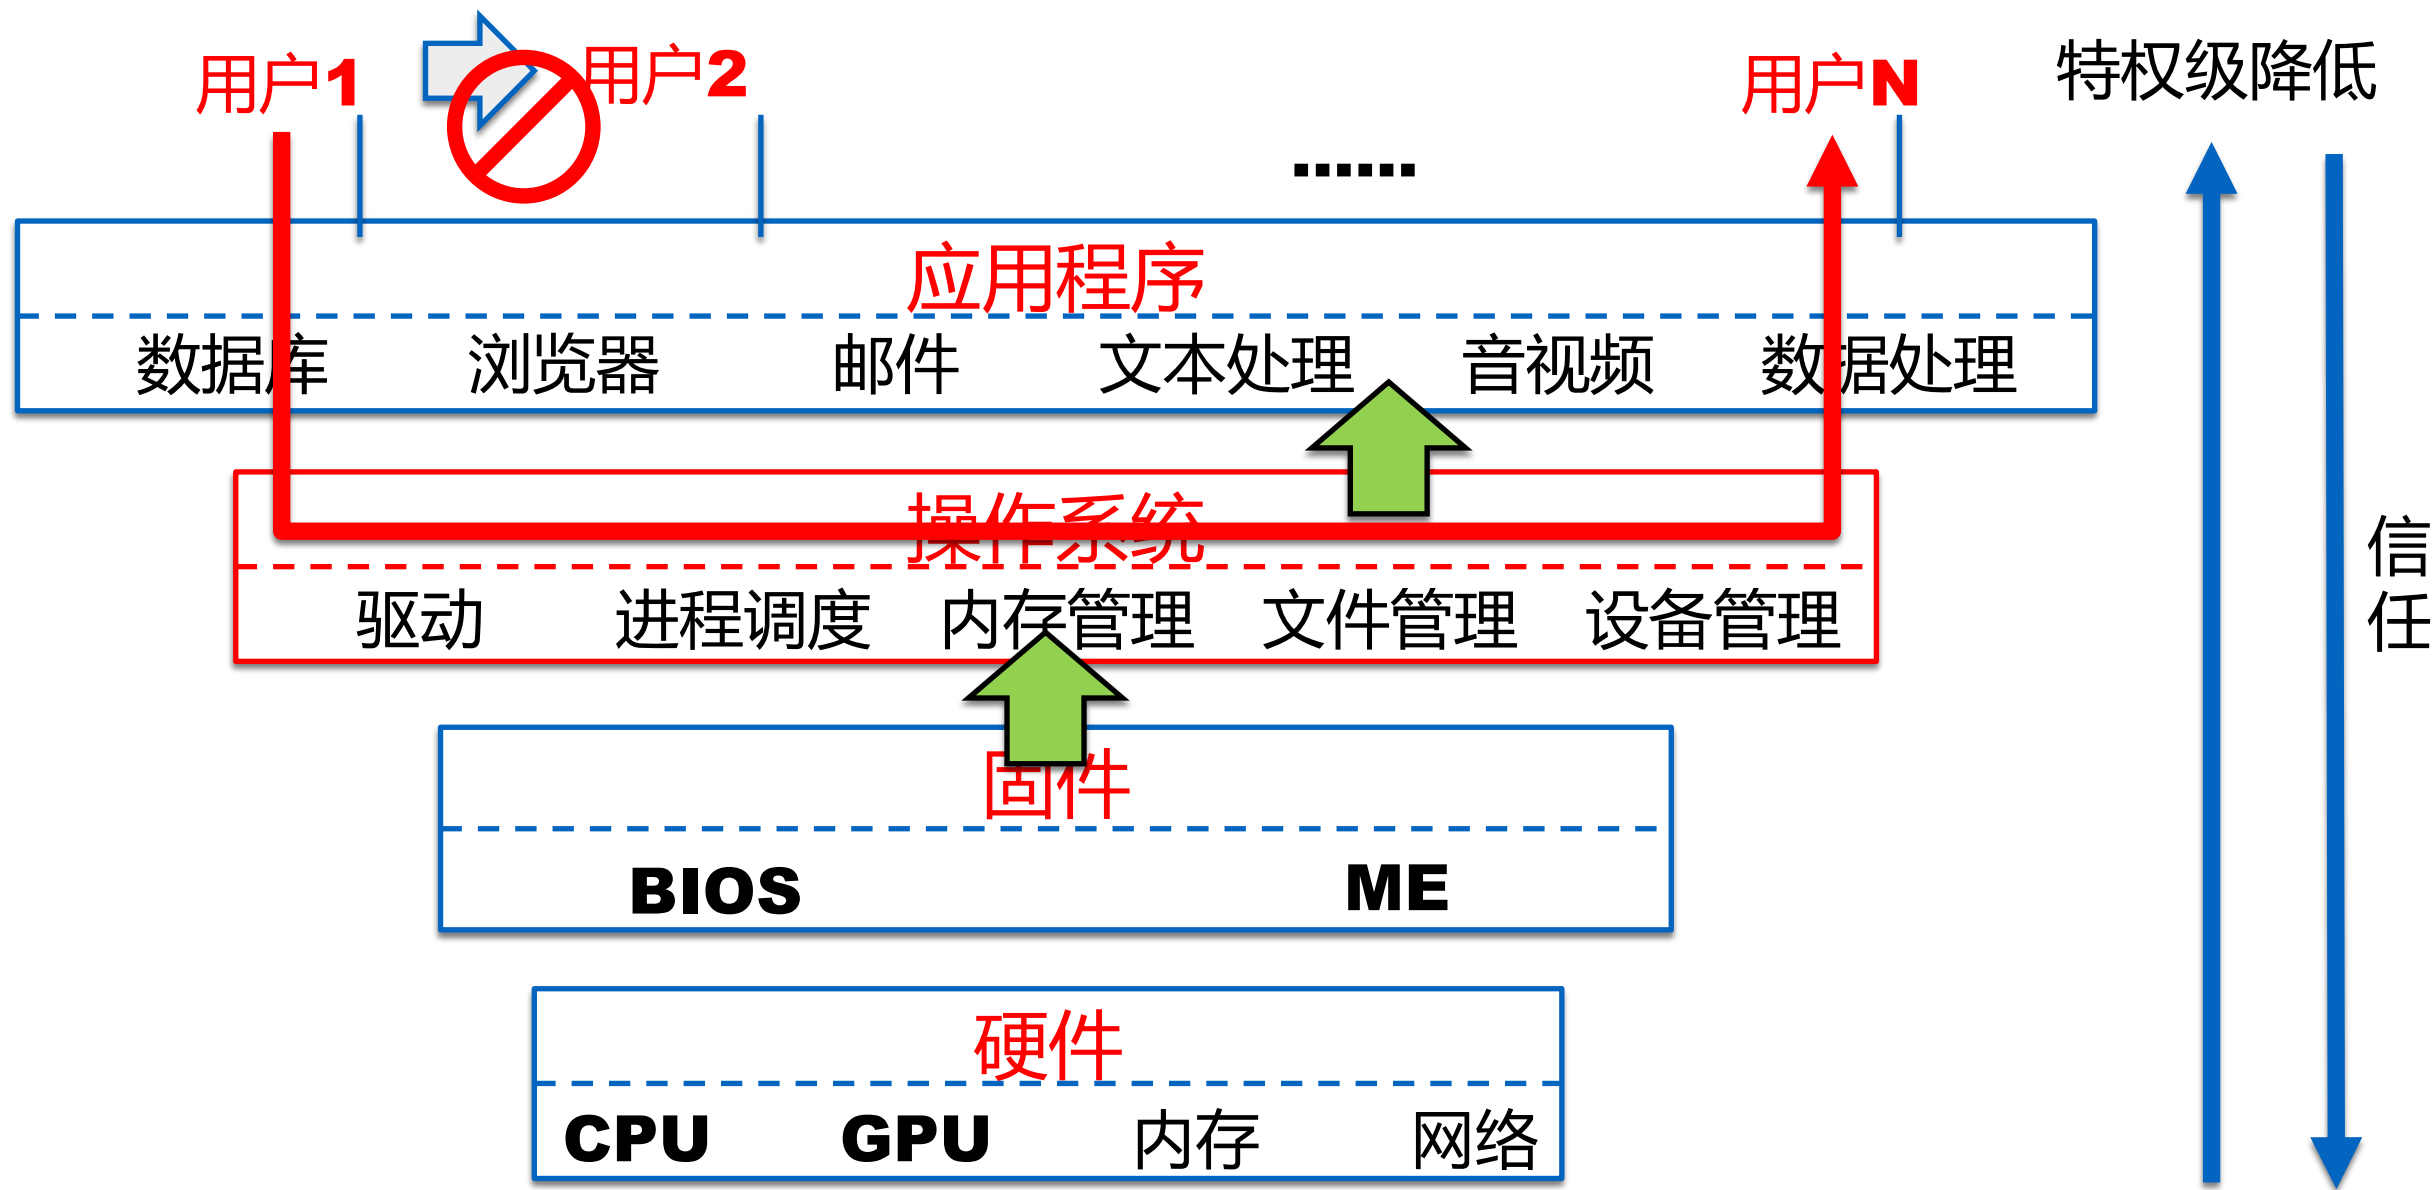 用户1 用户2 用户N 特权级降低
......
应用程序
数据库 浏览器 邮件 文本处理 音视频 数据处理
操作系统
驱动 进程调度 内存管理 文件管理 设备管理
信任
固件
BIOS ME
硬件
CPU GPU 内存 网络